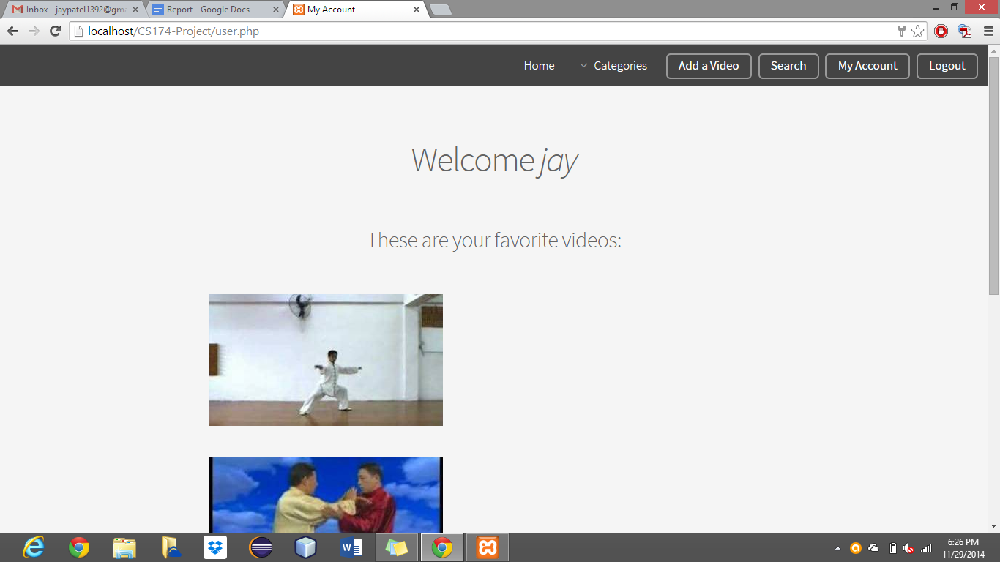 Inbox - jaypatel1392@gm
Report - Google Docs
My Account
localhost/CS174-Project/user.php
Home
Categories
Add a Video
Search
My Account
Logout
Welcome jay
These are your favorite videos:
6:26 PM
11/29/2014